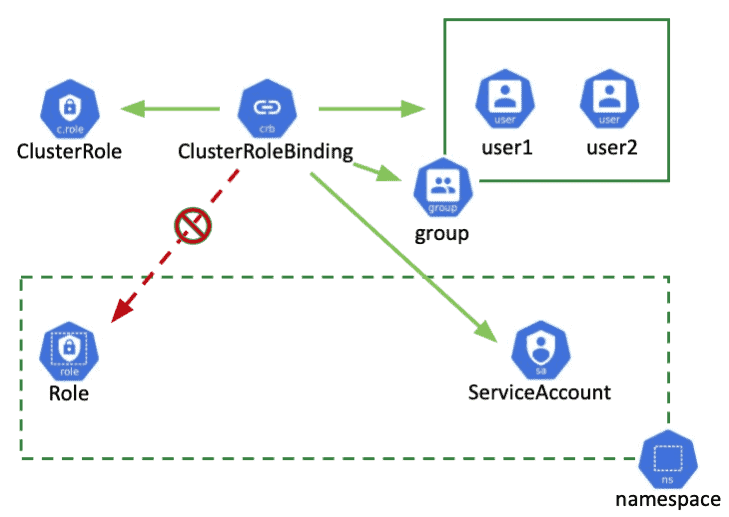 user
user
c.role
crb
ClusterRole
ClusterRoleBinding
user1
user2
group
group
role
Role
sa
ServiceAccount
ns
namespace